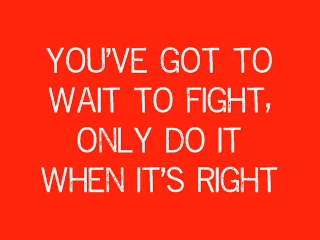 YOU'VE GOT TO
WAIT TO FIGHT,
ONLY DO IT
WHEN IT'S RIGHT